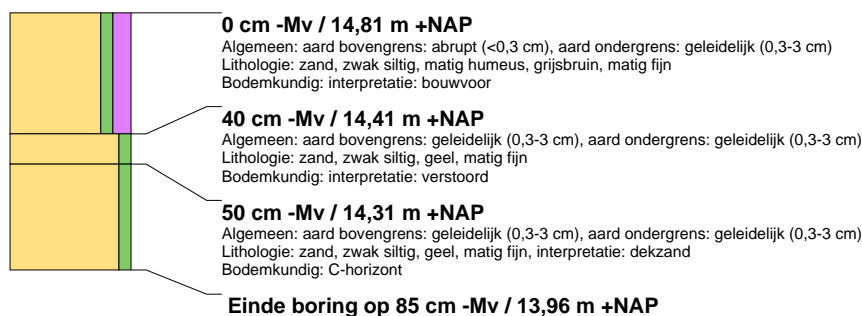 0 cm -Mv / 14,81 m +NAP
Algemeen: aard bovengrens: abrupt (<0,3 cm), aard ondergrens: geleidelijk (0,3-3 cm)
Lithologie: zand, zwak siltig, matig humeus, grijsbruin, matig fijn
Bodemkundig: interpretatie: bouwvoor
40 cm -Mv / 14,41 m +NAP
Algemeen: aard bovengrens: geleidelijk (0,3-3 cm), aard ondergrens: geleidelijk (0,3-3 cm)
Lithologie: zand, zwak siltig, geel, matig fijn
Bodemkundig: interpretatie: verstoord
50 cm -Mv / 14,31 m +NAP
Algemeen: aard bovengrens: geleidelijk (0,3-3 cm), aard ondergrens: geleidelijk (0,3-3 cm)
Lithologie: zand, zwak siltig, geel, matig fijn, interpretatie: dekzand
Bodemkundig: C-horizont
Einde boring op 85 cm -Mv / 13,96 m +NAP